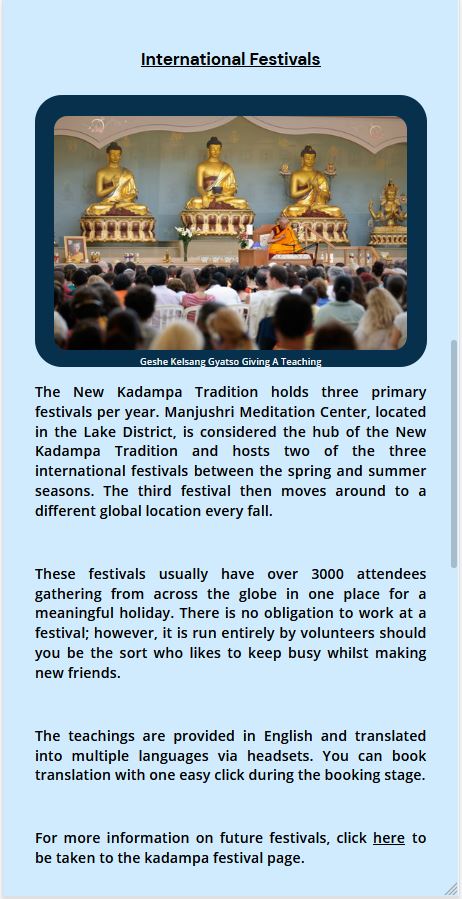 International Festivals
Geshe Kelsang Gyatso Giving A Teaching
The New Kadampa Tradition holds three primary
festivals per year. Manjushri Meditation Center, located
in the Lake District, is considered the hub of the New
Kadampa Tradition and hosts two of the three
international festivals between the spring and summer
seasons. The third festival then moves around to a
different global location every fall.
These festivals usually have over 3000 attendees
gathering from across the globe in one place for a
meaningful holiday. There is no obligation to work at a
festival; however, it is run entirely by volunteers should
you be the sort who likes to keep busy whilst making
new friends.
The teachings are provided in English and translated
into multiple languages via headsets. You can book
translation with one easy click during the booking stage.
For more information on future festivals, click here to
be taken to the kadampa festival page.